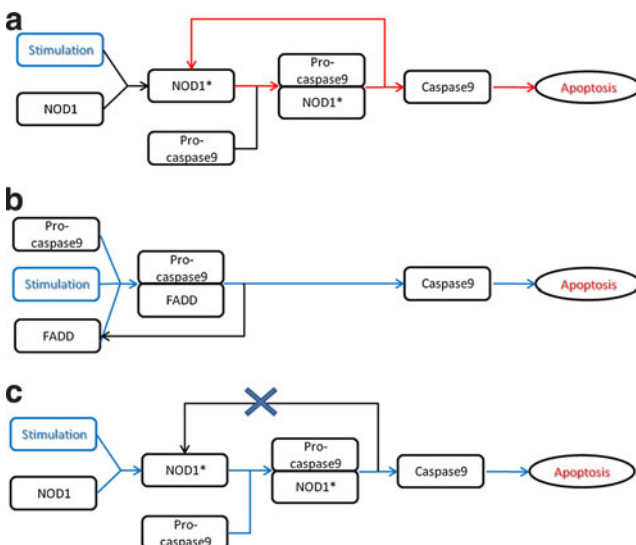 a
Stimulation
NOD1
NOD1*
Pro-
caspase9
Pro-
caspase9
NOD1*
Caspase9
Apoptosis
b
Pro-
caspase9
Stimulation
FADD
Pro-
caspase9
FADD
Caspase9
Apoptosis
c
Stimulation
NOD1
NOD1*
Pro-
caspase9
Pro-
caspase9
NOD1*
Caspase9
Apoptosis